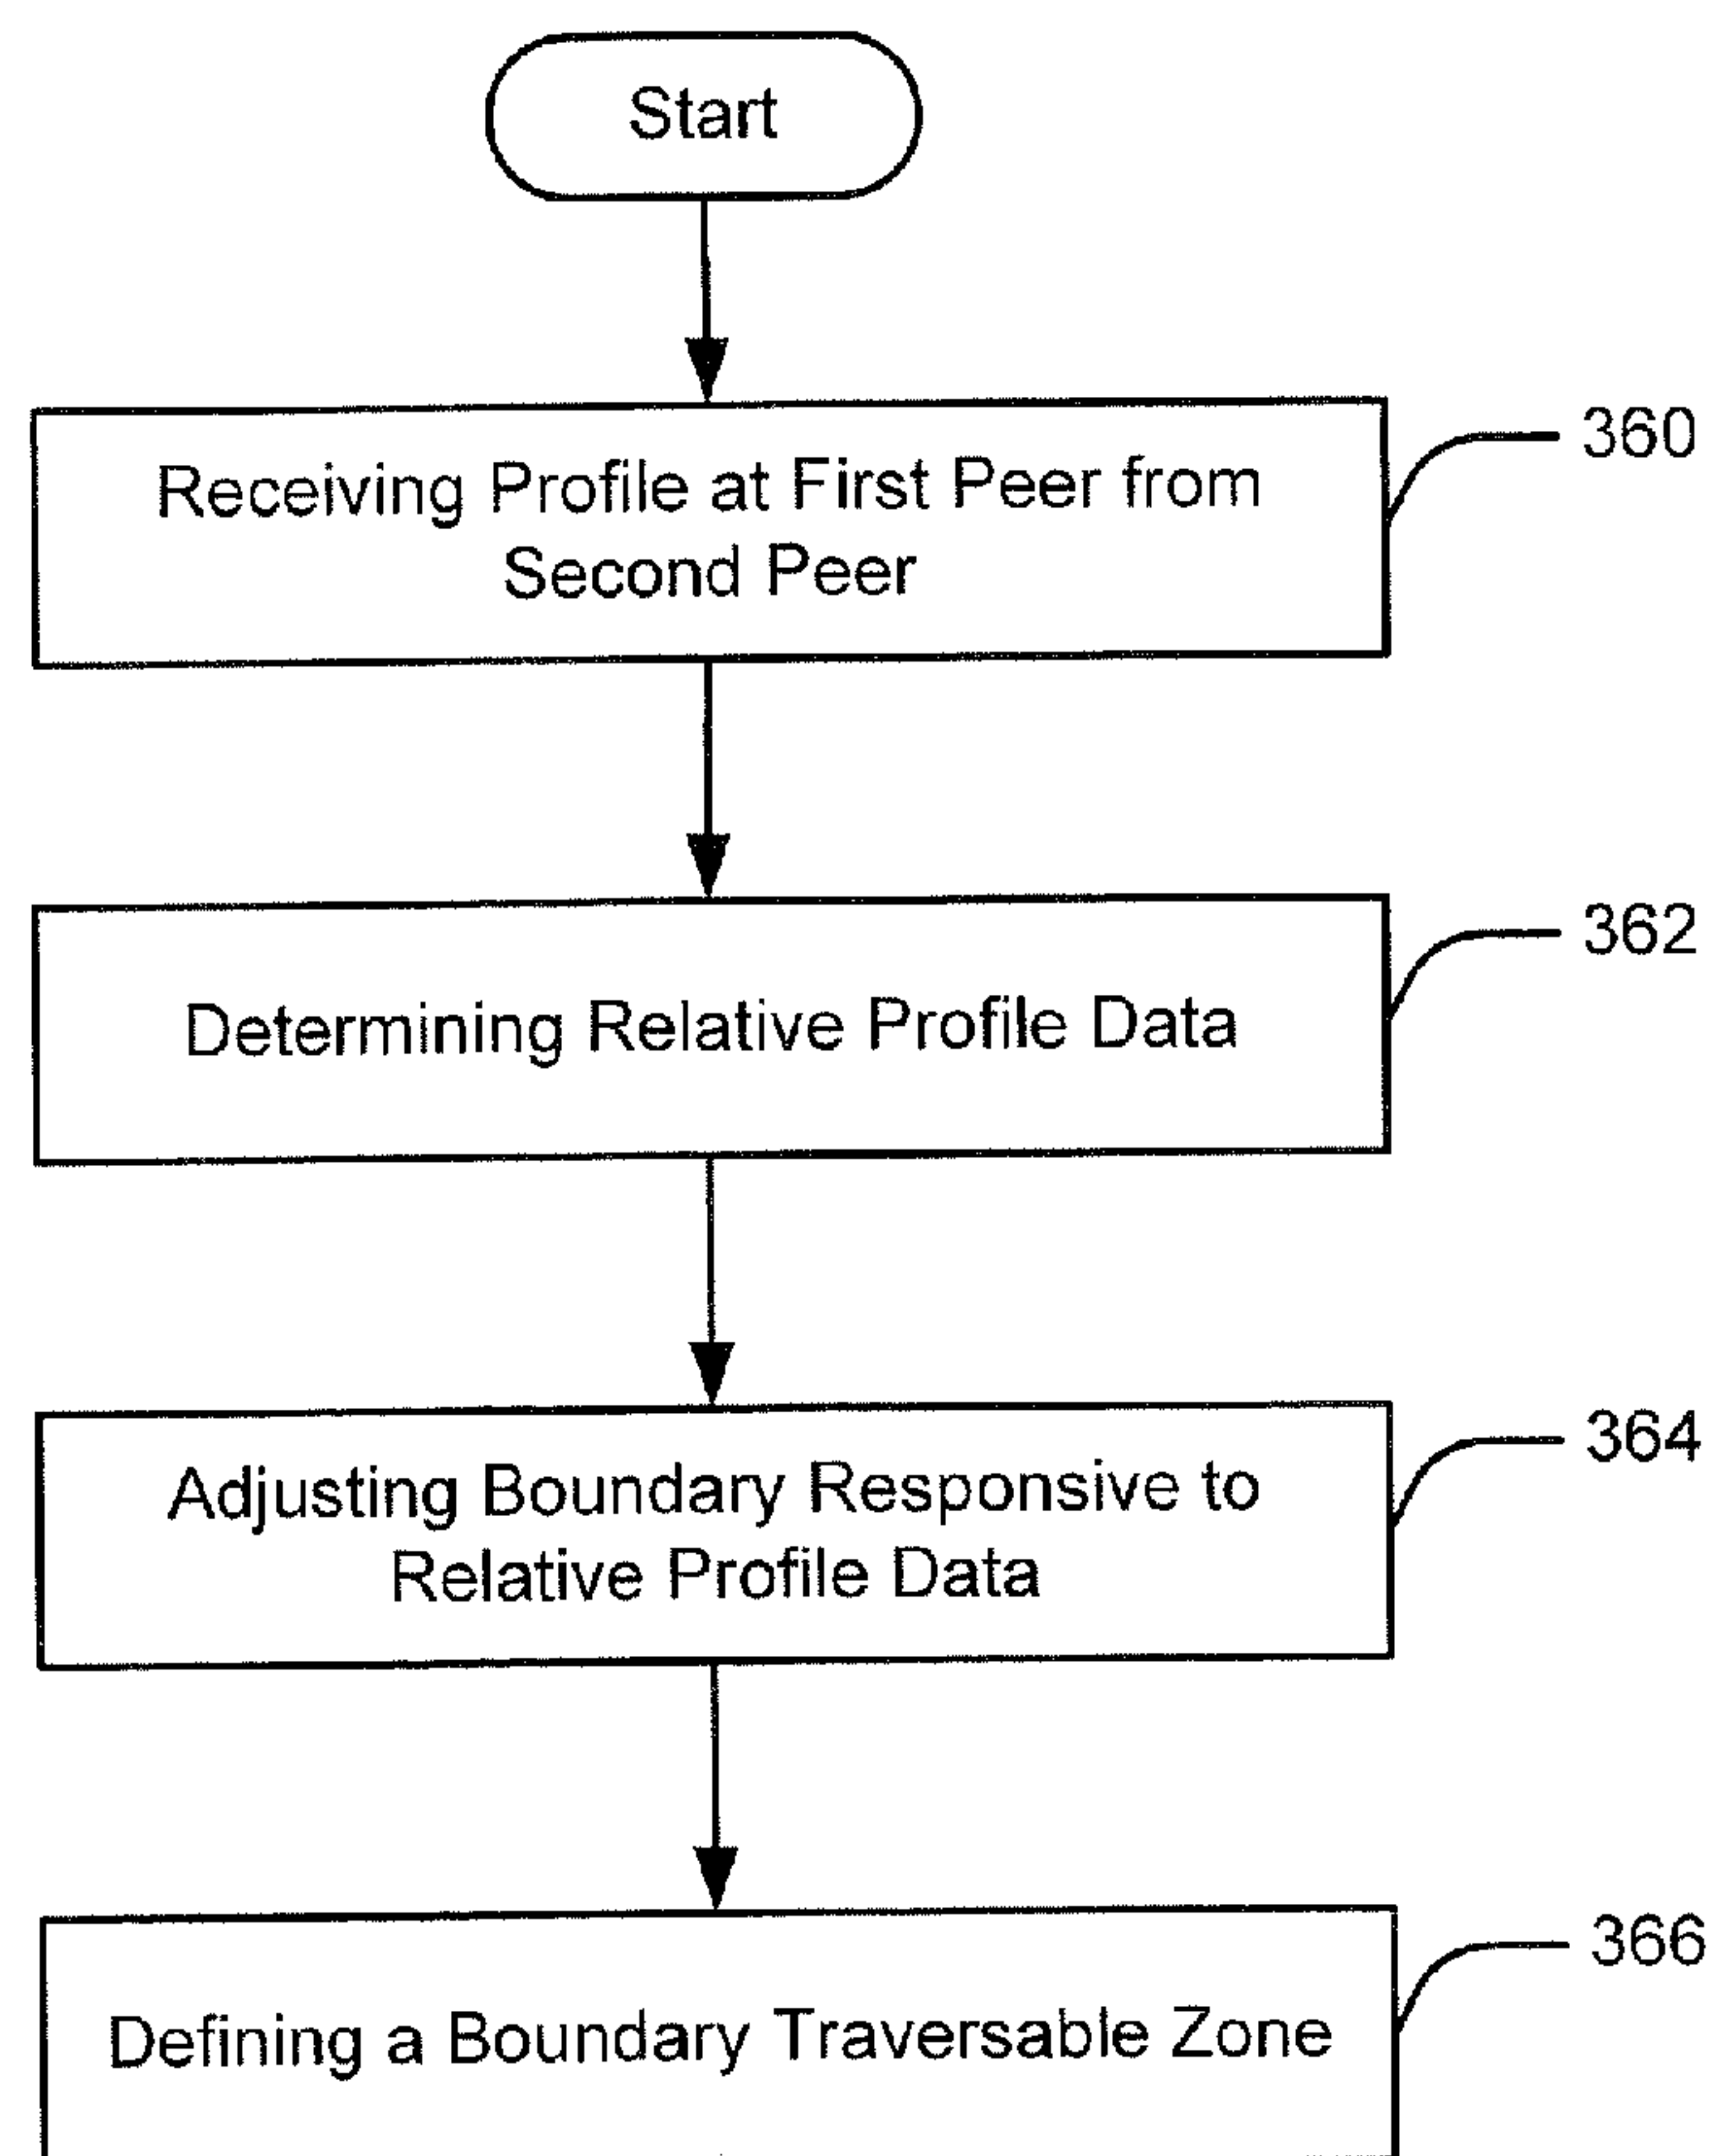 Start
360
Receiving Profile at First Peer from
Second Peer
362
Determining Relative Profile Data
364
Adjusting Boundary Responsive to
Relative Profile Data
366
Defining a Boundary Traversable Zone